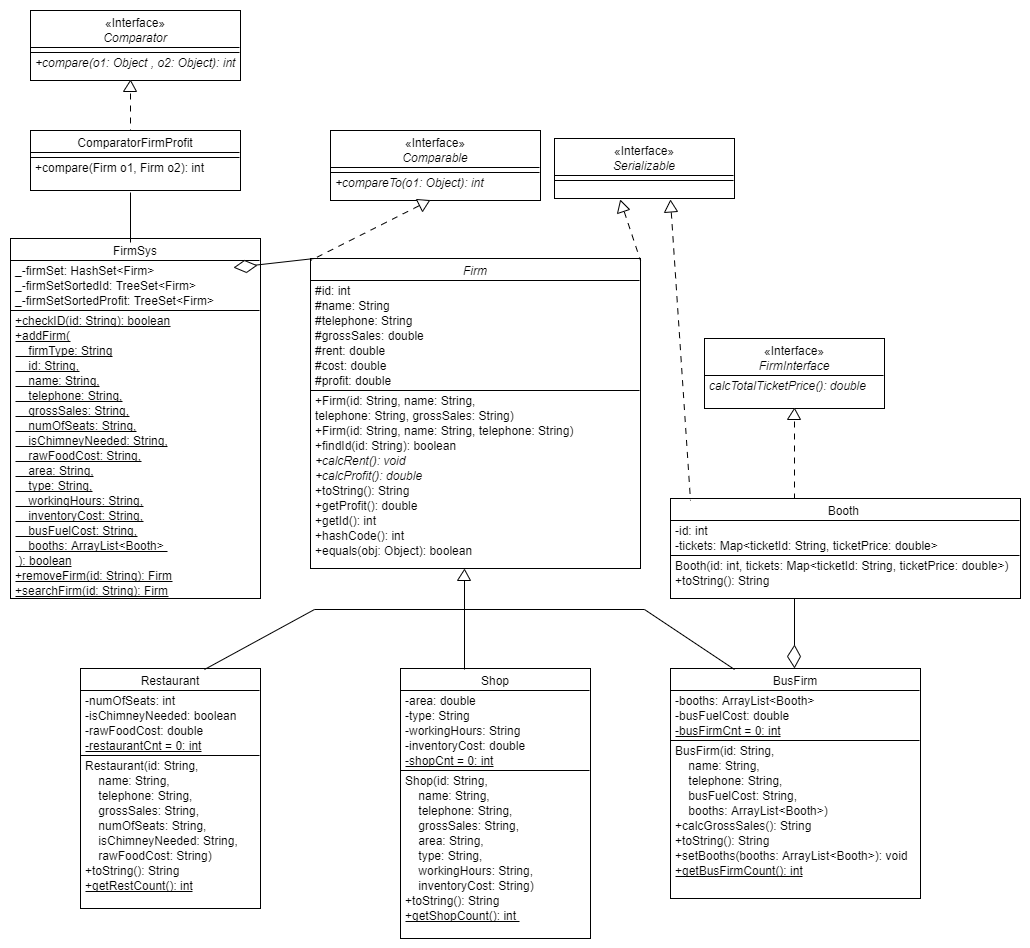 «Interface»
Comparator
+compare(o1: Object , o2: Object): int
ComparatorFirmProfit
+compare(Firm o1, Firm o2): int
«Interface»
Comparable
+compareTo(o1: Object): int
«Interface»
Serializable
FirmSys
_-firmSet: HashSet<Firm>
_-firmSetSortedId: TreeSet<Firm>
_-firmSetSortedProfit: TreeSet<Firm>
+checkID(id: String): boolean
+addFirm(
firmType: String
id: String,
name: String,
telephone: String,
grossSales: String,
numOfSeats: String,
isChimneyNeeded: String,
rawFoodCost: String,
area: String,
type: String,
workingHours: String,
inventoryCost: String,
busFuelCost: String,
booths: ArrayList<Booth>
): boolean
+removeFirm(id: String): Firm
+searchFirm(id: String): Firm
Firm
#id: int
#name: String
#telephone: String
#grossSales: double
#rent: double
#cost: double
#profit: double
+Firm(id: String, name: String,
telephone: String, grossSales: String)
+Firm(id: String, name: String, telephone: String)
+findId(id: String): boolean
+calcRent(): void
+calcProfit(): double
+toString(): String
+getProfit(): double
+getId(): int
+hashCode(): int
+equals(obj: Object): boolean
«Interface»
FirmInterface
calcTotalTicketPrice(): double
Booth
-id: int
-tickets: Map<ticketId: String, ticketPrice: double>
Booth(id: int, tickets: Map<ticketId: String, ticketPrice: double>)
+toString(): String
Restaurant
-numOfSeats: int
-isChimneyNeeded: boolean
-rawFoodCost: double
-restaurantCnt = 0: int
Restaurant(id: String,
name: String,
telephone: String,
grossSales: String,
numOfSeats: String,
isChimneyNeeded: String,
rawFoodCost: String)
+toString(): String
+getRestCount(): int
Shop
-area: double
-type: String
-workingHours: String
-inventoryCost: double
-shopCnt = 0: int
Shop(id: String,
name: String,
telephone: String,
grossSales: String,
area: String,
type: String,
workingHours: String,
inventoryCost: String)
+toString(): String
+getShopCount(): int
BusFirm
-booths: ArrayList<Booth>
-busFuelCost: double
-busFirmCnt = 0: int
BusFirm(id: String,
name: String,
telephone: String,
busFuelCost: String,
booths: ArrayList<Booth>)
+calcGrossSales(): String
+toString(): String
+setBooths(booths: ArrayList<Booth>): void
+getBusFirmCount(): int